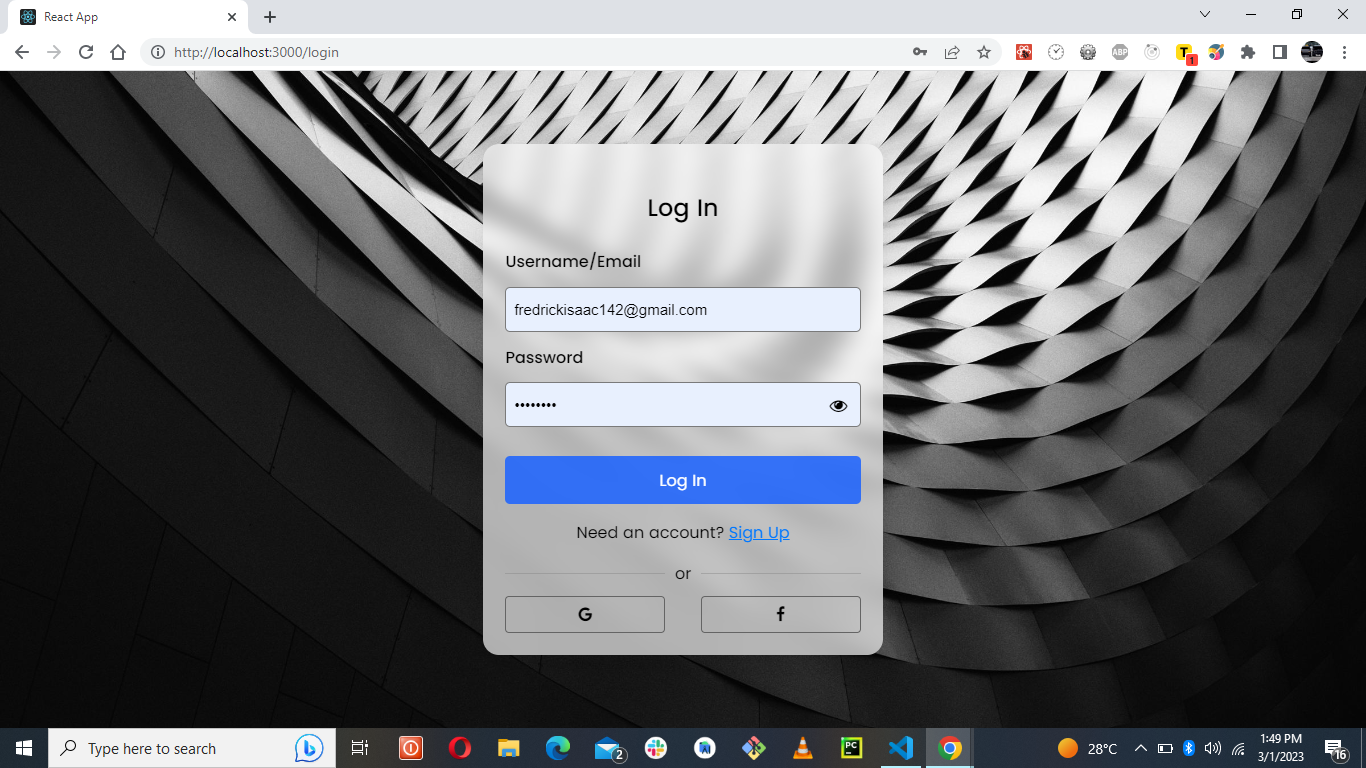 React App
http://localhost:3000/login
ABP
T
1
Log In
Username/Email
fredrickisaac142@gmail.com
Password
••••••••
Log In
Need an account? Sign Up
or
G
f
Type here to search
2
PC
28°C
1:49 PM
3/1/2023
16